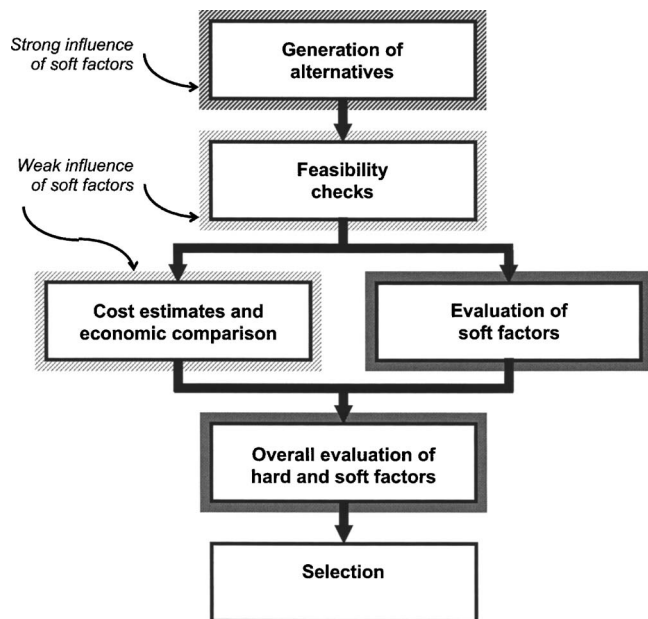 Strong influence
of soft factors
Generation of
alternatives
Weak influence
of soft factors
Feasibility
checks
Cost estimates and
economic comparison
Evaluation of
soft factors
Overall evaluation of
hard and soft factors
Selection